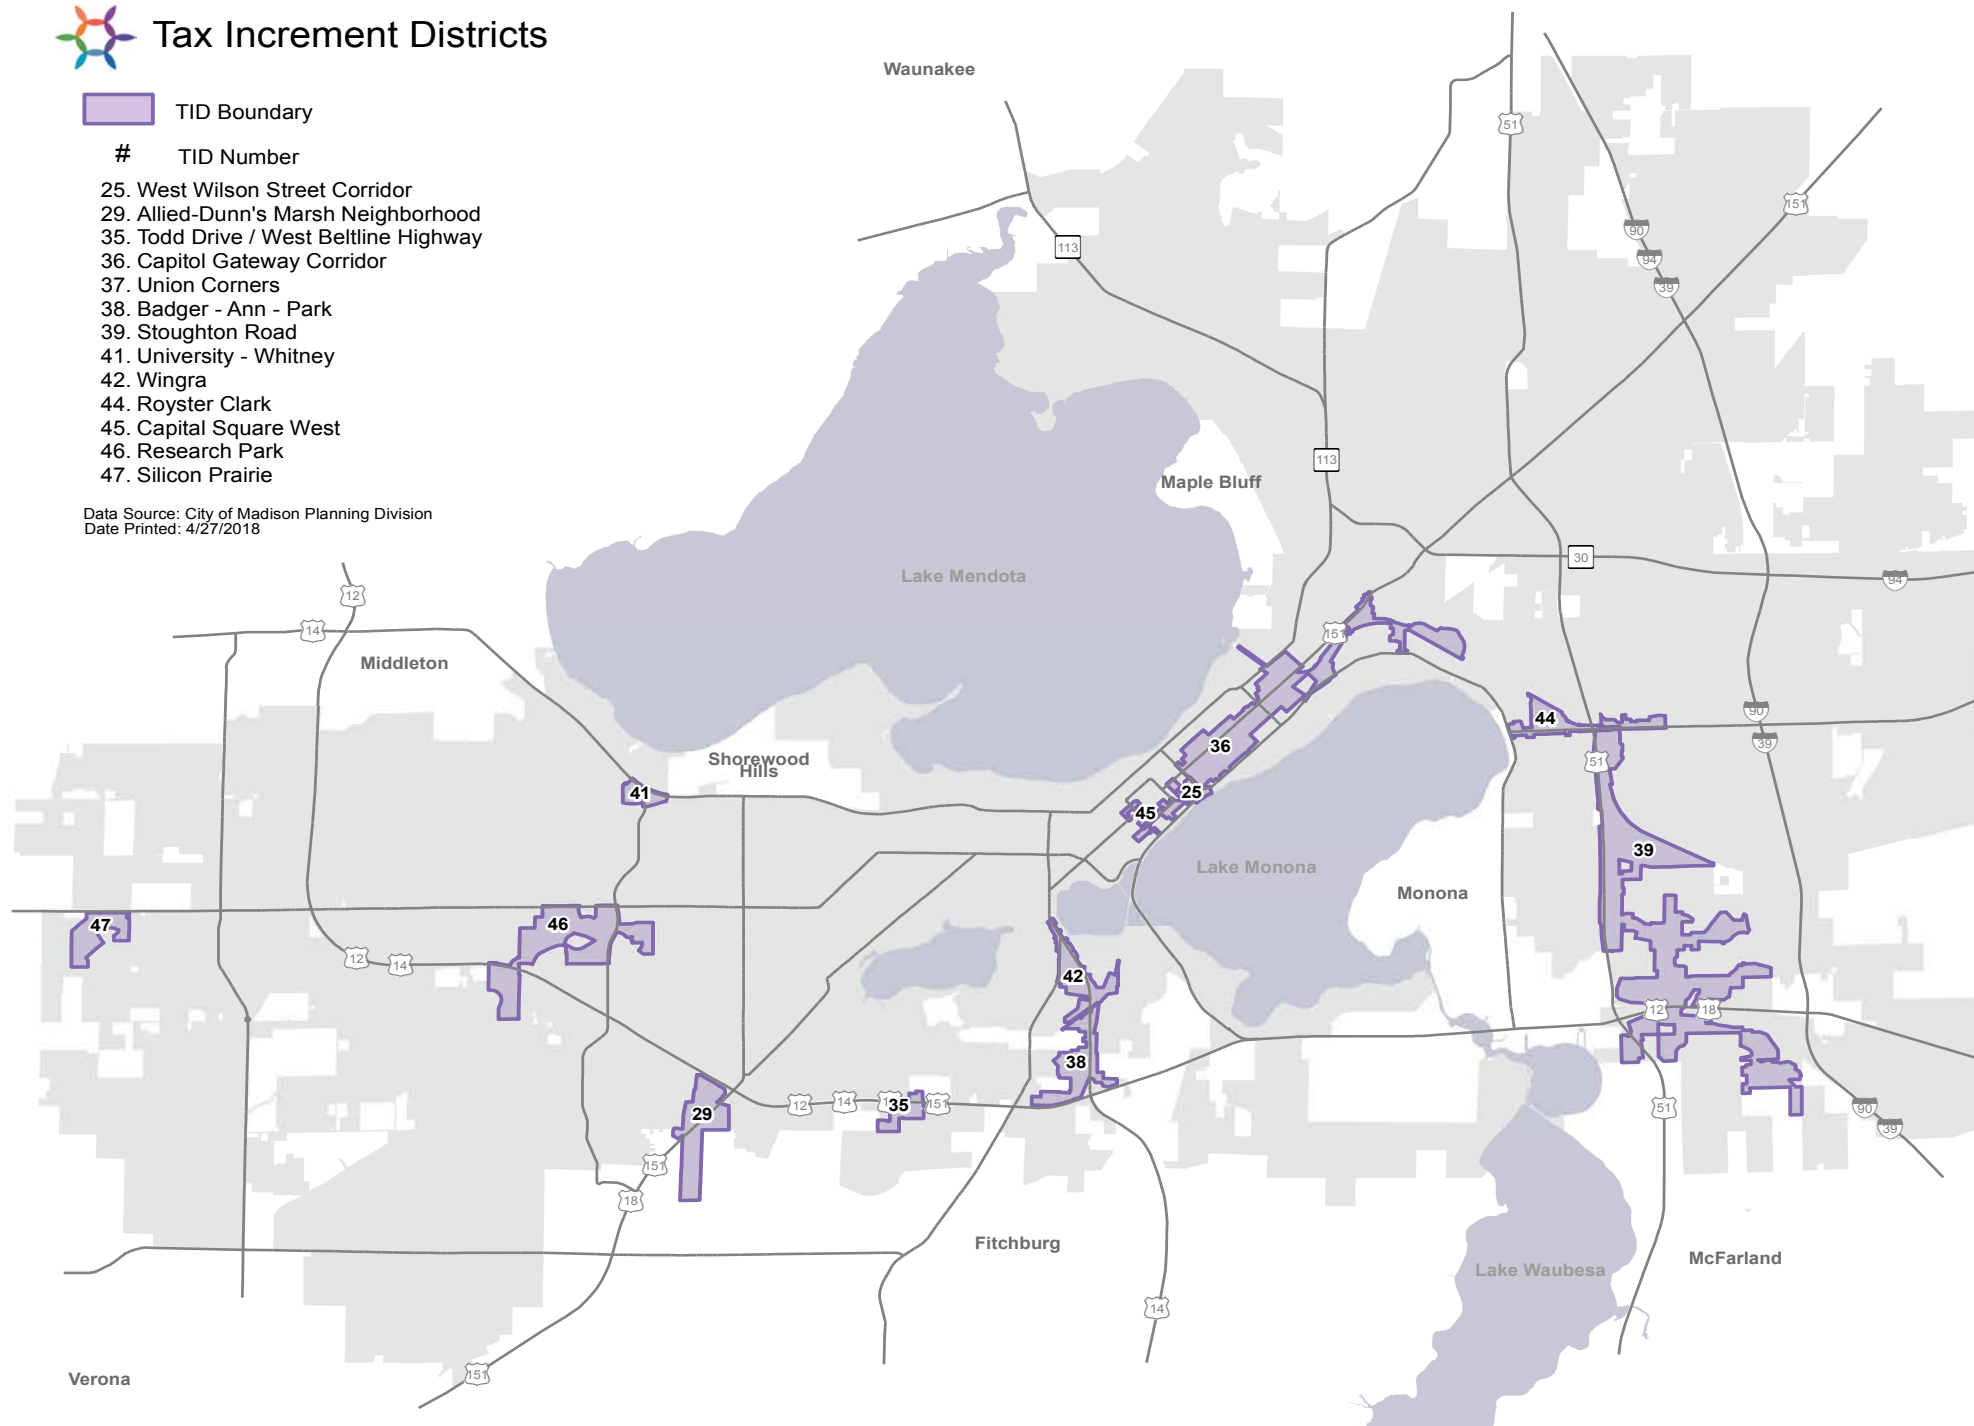 Tax Increment Districts
TID Boundary
# TID Number
25. West Wilson Street Corridor
29. Allied-Dunn's Marsh Neighborhood
35. Todd Drive / West Beltline Highway
36. Capitol Gateway Corridor
37. Union Corners
38. Badger - Ann - Park
39. Stoughton Road
41. University - Whitney
42. Wingra
44. Royster Clark
45. Capital Square West
46. Research Park
47. Silicon Prairie
Data Source: City of Madison Planning Division
Date Printed: 4/27/2018
Waunakee
51
151
90
94
39
113
113
Maple Bluff
Lake Mendota
30
94
12
14
Middleton
151
90
39
44
51
36
Shorewood
Hills
41
25
45
39
Lake Monona
Monona
47
46
12
14
42
12
18
38
29
12
14
35
151
51
90
39
151
18
Fitchburg
McFarland
Lake Waubesa
14
Verona
151